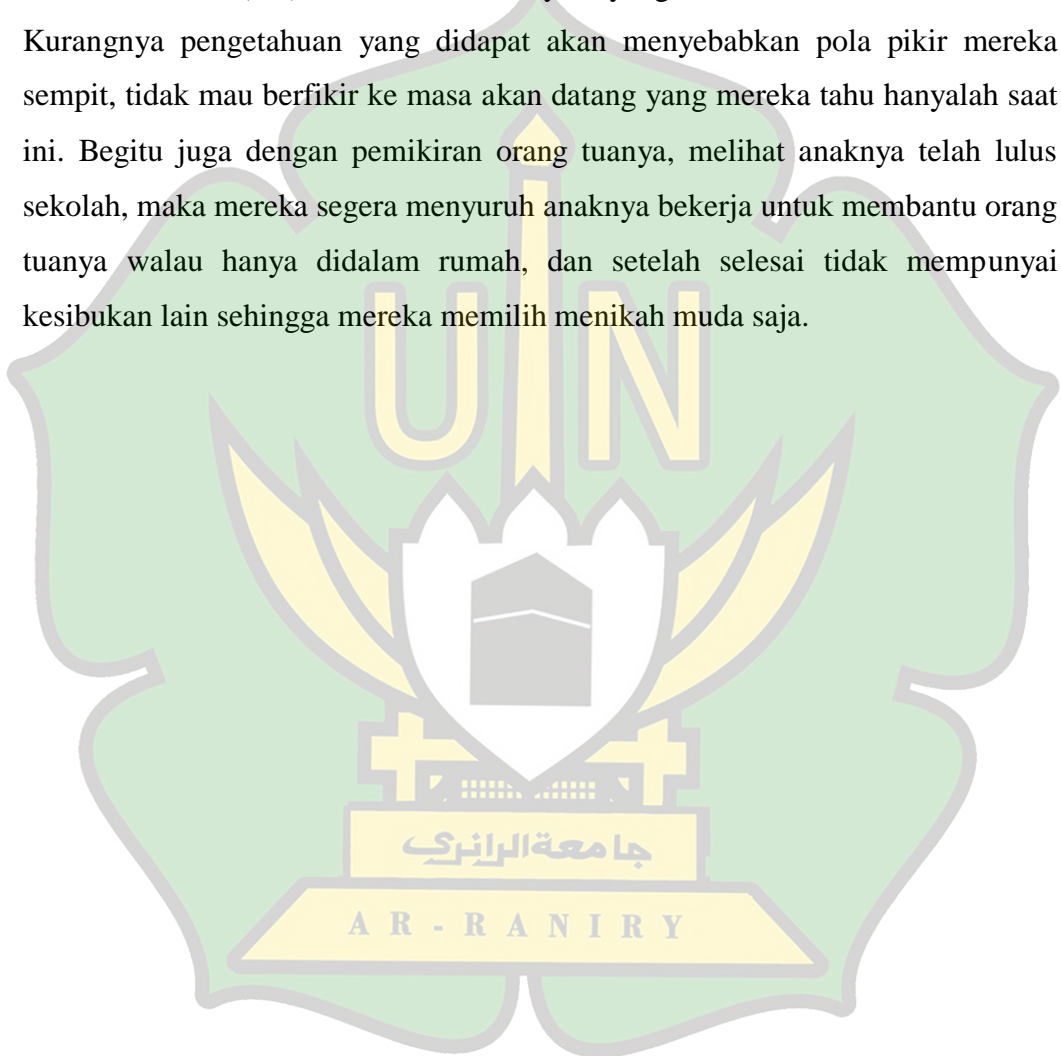 Kurangnya pengetahuan yang didapat akan menyebabkan pola pikir mereka
sempit, tidak mau berfikir ke masa akan datang yang mereka tahu hanyalah saat
ini. Begitu juga dengan pemikiran orang tuanya, melihat anaknya telah lulus
sekolah, maka mereka segera menyuruh anaknya bekerja untuk membantu orang
tuanya walau hanya didalam rumah, dan setelah selesai tidak mempunyai
kesibukan lain sehingga mereka memilih menikah muda saja.
UIN
جامعة الرانري
AR - RANIRY